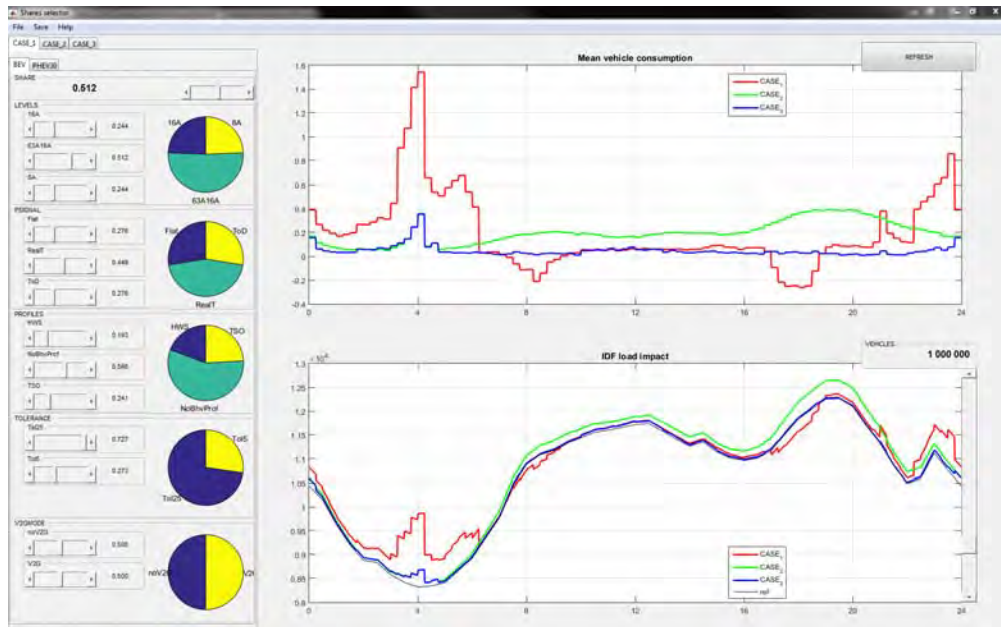 Shares selector
File Save Help
CASE_1 CASE_2 CASE_3
BEV PHEV30
SHARE
0.512
LEVELS
16A
0.244
63A16A
0.512
8A
0.244
16A
8A
63A16A
Flat
0.276
RealT
0.449
ToD
0.276
Flat
ToD
RealT
PROFILES
HWS
0.193
NoBhvProf
TSO
0.241
HWS
TSO
NoBhvProf
TOLERANCE
Tol25
0.727
Tol5
0.273
Tol5
Tol25
V2GMODE
noV2G
0.500
V2G
0.500
noV2G
V2G
REFRESH
Mean vehicle consumption
1.6
1.4
1.2
1
0.8
0.6
0.4
0.2
0
-0.2
-0.4
0 4 8 12 16 20 24
CASE1
CASE2
CASE3
VEHICLES
1 000 000
IDF load impact
×10⁴
1.3
1.25
1.2
1.15
1.1
1.05
1
0.95
0.9
0.85
0.8
0 4 8 12 16 20 24
CASE1
CASE2
CASE3
ref